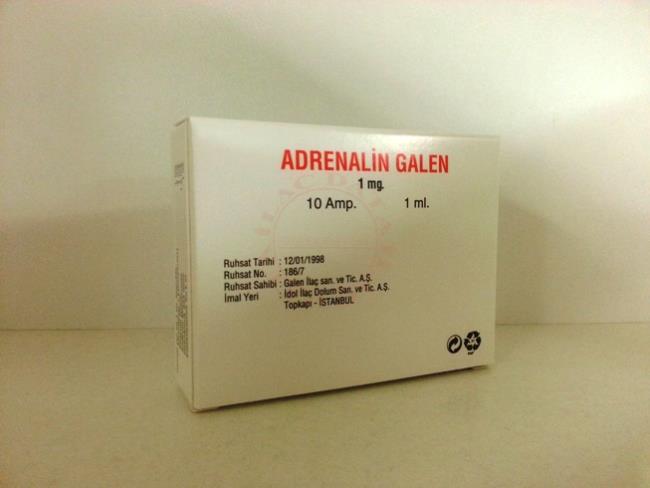 ADRENALİN GALEN
1 mg.
10 Amp. 1 ml.
Ruhsat Tarihi : 12/01/1998
Ruhsat No. : 186/7
Ruhsat Sahibi : Galen İlaç san. ve Tic. A.Ş.
İmal Yeri : İdol İlaç Dolum San. ve Tic. A.Ş.
Topkapı - İSTANBUL